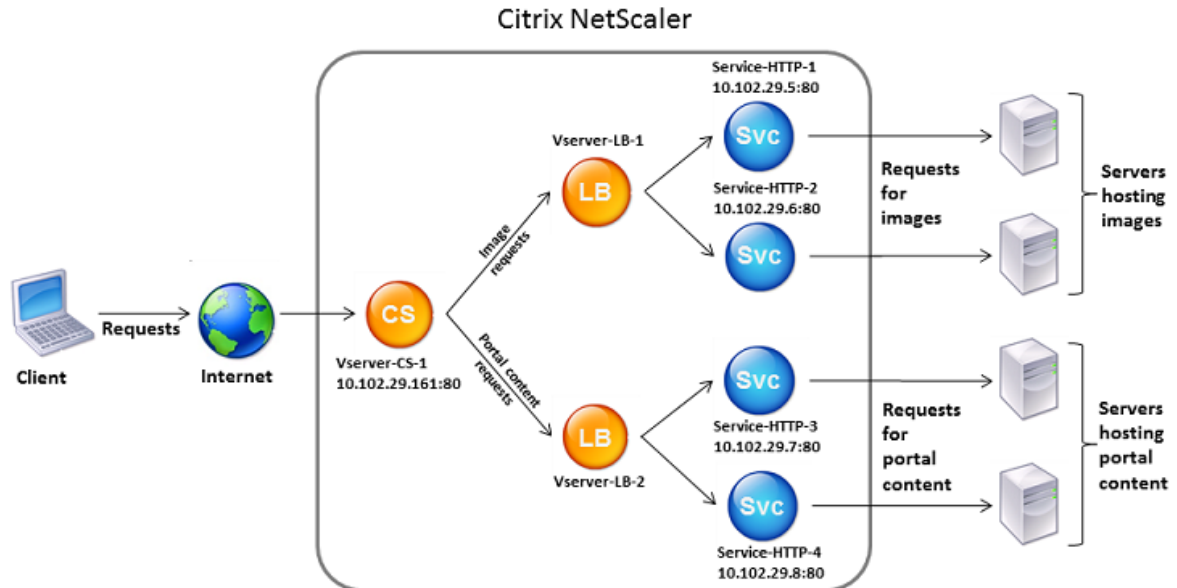 Citrix NetScaler
Service-HTTP-1
10.102.29.5:80
Svc
Vserver-LB-1
LB
Requests
for
images
Servers
hosting
images
Service-HTTP-2
10.102.29.6:80
Svc
Image
requests
Requests
Client
Internet
CS
Vserver-CS-1
10.102.29.161:80
Portal content
requests
Svc
Service-HTTP-3
10.102.29.7:80
LB
Vserver-LB-2
Requests
for
portal
content
Servers
hosting
portal
content
Svc
Service-HTTP-4
10.102.29.8:80